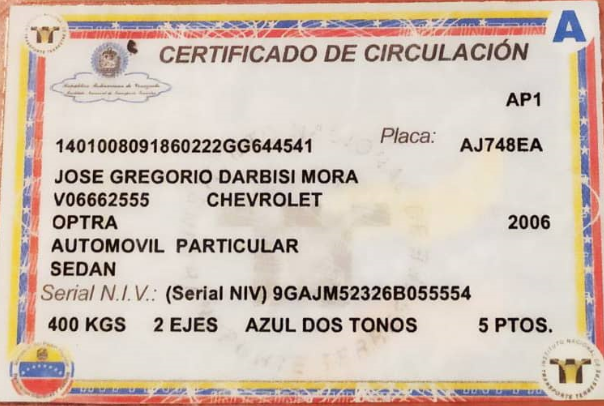 A
CERTIFICADO DE CIRCULACIÓN
República Bolivariana de Venezuela
Instituto Nacional de Transporte Terrestre
AP1
1401008091860222GG644541 Placa: AJ748EA
JOSE GREGORIO DARBISI MORA
V06662555 CHEVROLET
OPTRA 2006
AUTOMOVIL PARTICULAR
SEDAN
Serial N.I.V.: (Serial NIV) 9GAJM52326B055554
400 KGS 2 EJES AZUL DOS TONOS 5 PTOS.
INSTITUTO NACIONAL DE TRANSPORTE TERRESTRE